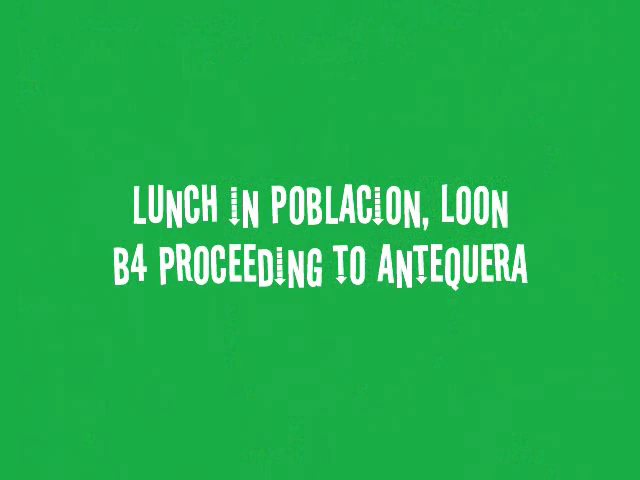 LUNCH IN POBLACION, LOON
B4 PROCEEDING TO ANTEQUERA